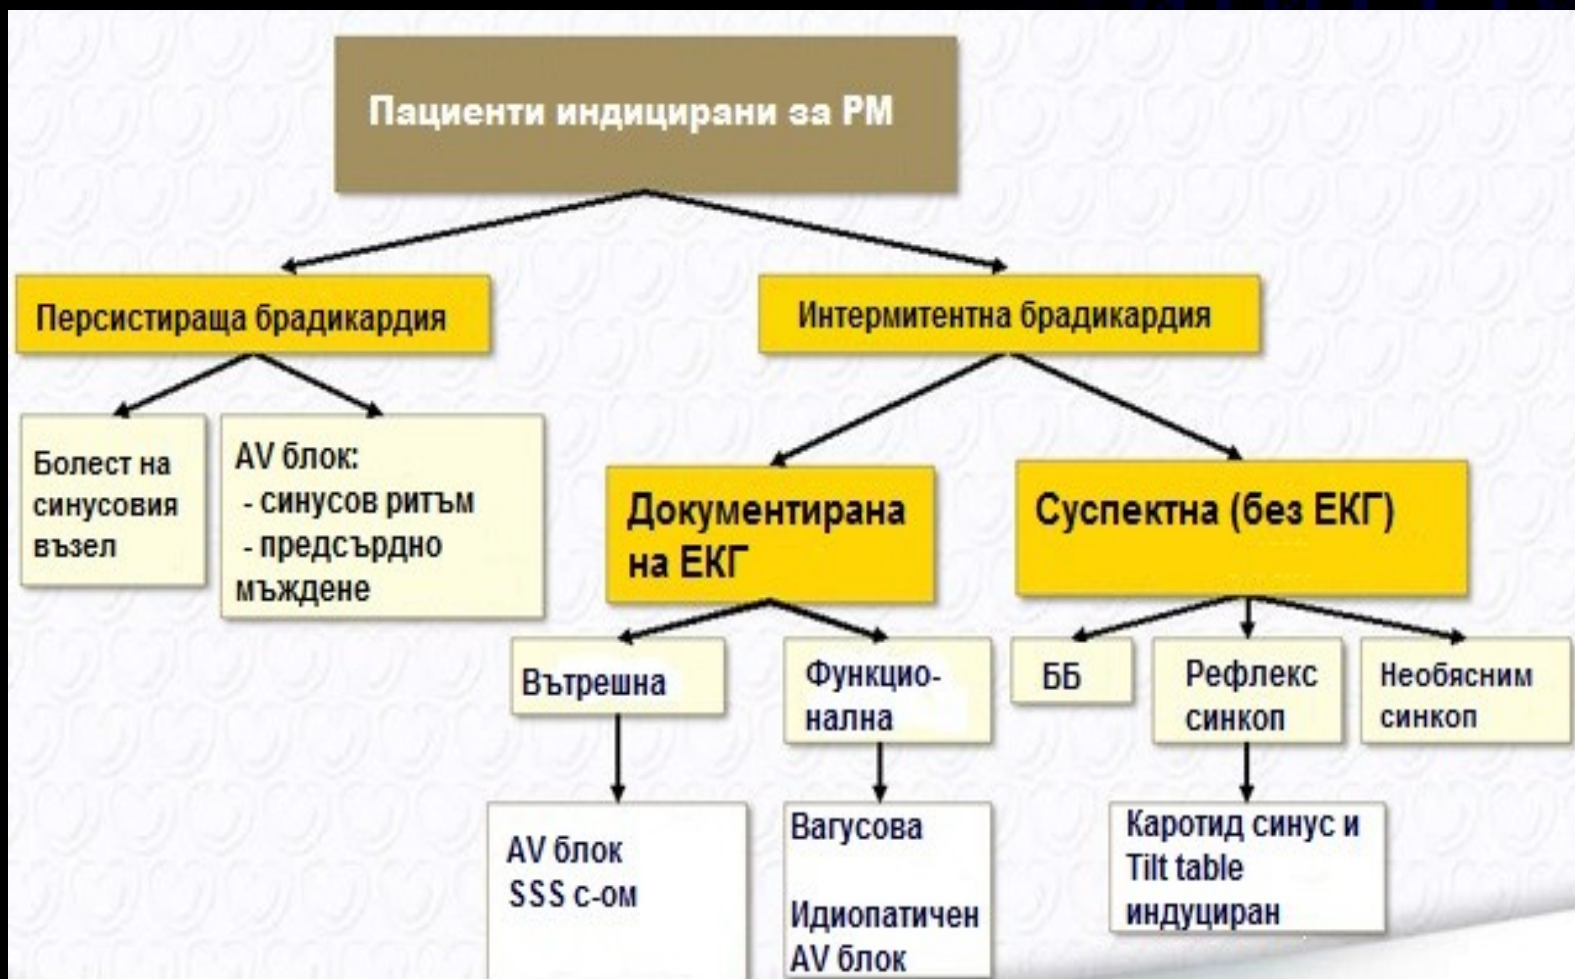 Пациенти индицирани за РМ
Персистираща брадикардия
Интермитентна брадикардия
Болест на
синусовия
възел
AV блок:
- синусов ритъм
- предсърдно
мъждене
Документирана
на ЕКГ
Суспектна (без ЕКГ)
Вътрешна
Функцио-
нална
ББ
Рефлекс
синкоп
Необясним
синкоп
AV блок
SSS с-ом
Вагусова
Идиопатичен
AV блок
Каротид синус и
Tilt table
индуциран